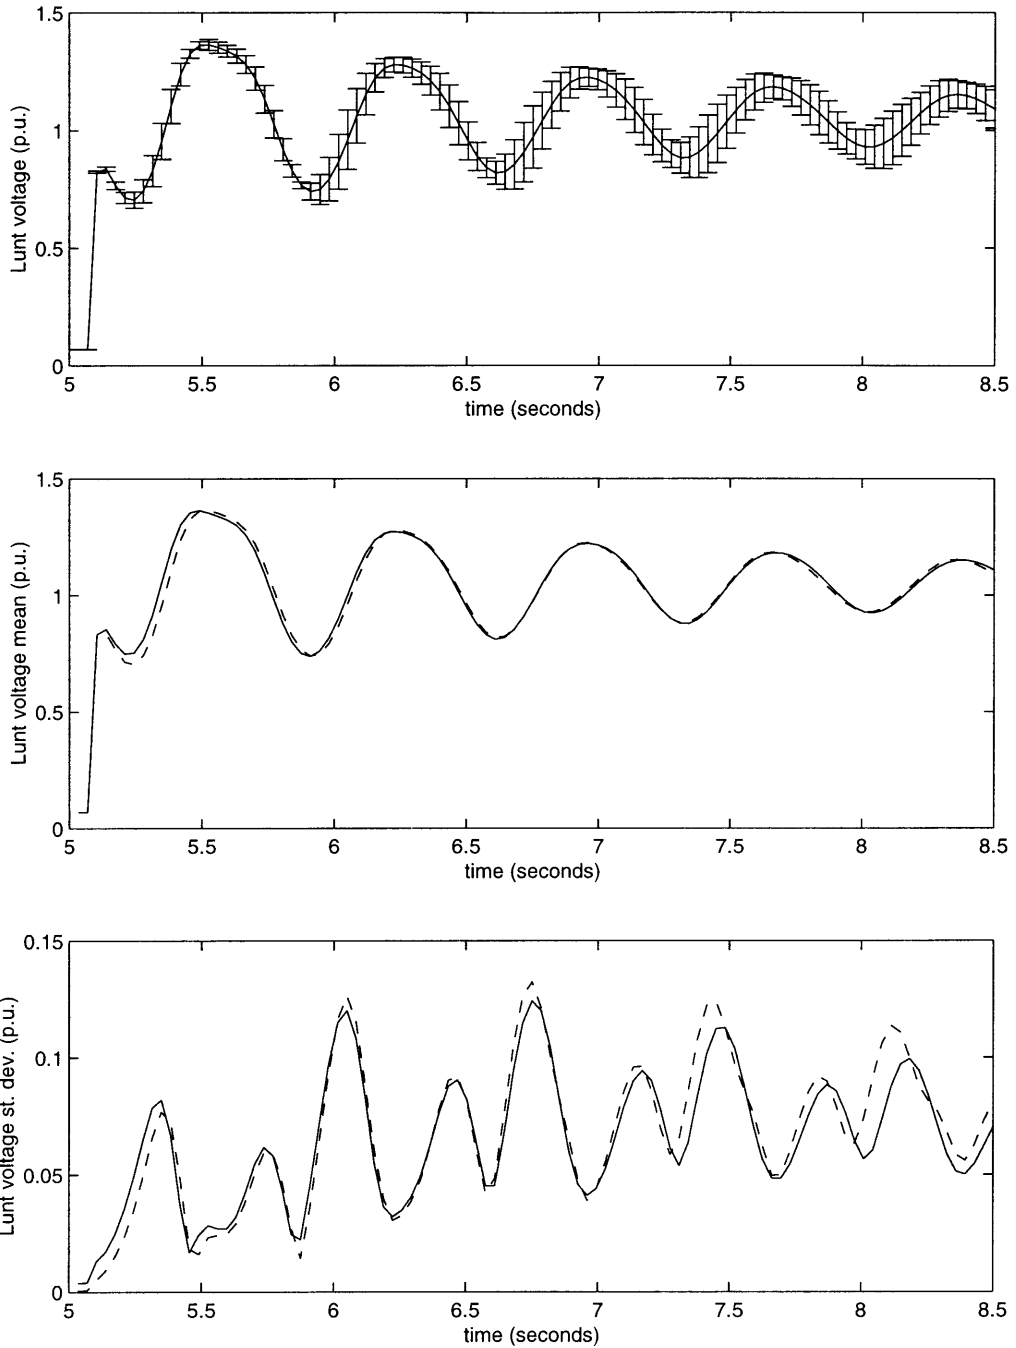 1.5
1
0.5
0
Lunt voltage (p.u.)
5 5.5 6 6.5 7 7.5 8 8.5
time (seconds)
1.5
1
0.5
0
Lunt voltage mean (p.u.)
5 5.5 6 6.5 7 7.5 8 8.5
time (seconds)
0.15
0.1
0.05
0
Lunt voltage st. dev. (p.u.)
5 5.5 6 6.5 7 7.5 8 8.5
time (seconds)